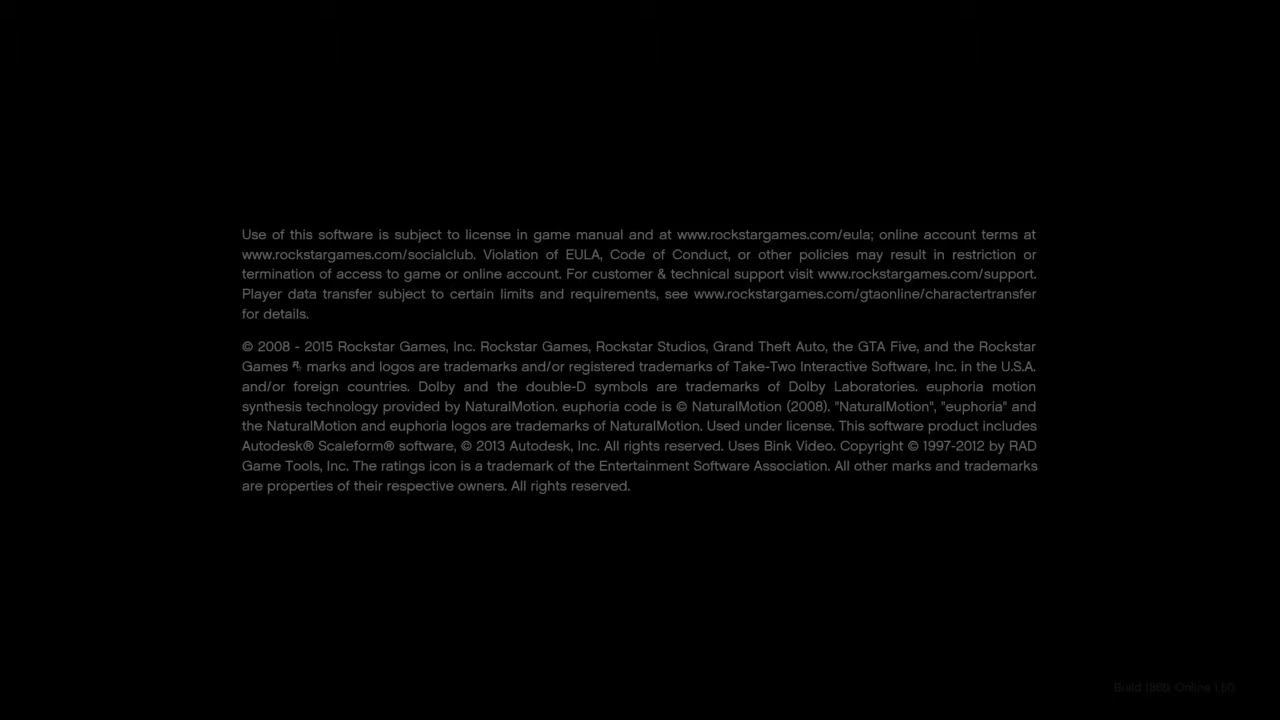 Use of this software is subject to license in game manual and at www.rockstargames.com/eula; online account terms at
www.rockstargames.com/socialclub. Violation of EULA, Code of Conduct, or other policies may result in restriction or
termination of access to game or online account. For customer & technical support visit www.rockstargames.com/support.
Player data transfer subject to certain limits and requirements, see www.rockstargames.com/gtaonline/charactertransfer
for details.
© 2008 - 2015 Rockstar Games, Inc. Rockstar Games, Rockstar Studios, Grand Theft Auto, the GTA Five, and the Rockstar
Games R* marks and logos are trademarks and/or registered trademarks of Take-Two Interactive Software, Inc. in the U.S.A.
and/or foreign countries. Dolby and the double-D symbols are trademarks of Dolby Laboratories. euphoria motion
synthesis technology provided by NaturalMotion. euphoria code is © NaturalMotion (2008). "NaturalMotion", "euphoria" and
the NaturalMotion and euphoria logos are trademarks of NaturalMotion. Used under license. This software product includes
Autodesk® Scaleform® software, © 2013 Autodesk, Inc. All rights reserved. Uses Bink Video. Copyright © 1997-2012 by RAD
Game Tools, Inc. The ratings icon is a trademark of the Entertainment Software Association. All other marks and trademarks
are properties of their respective owners. All rights reserved.
Build Online